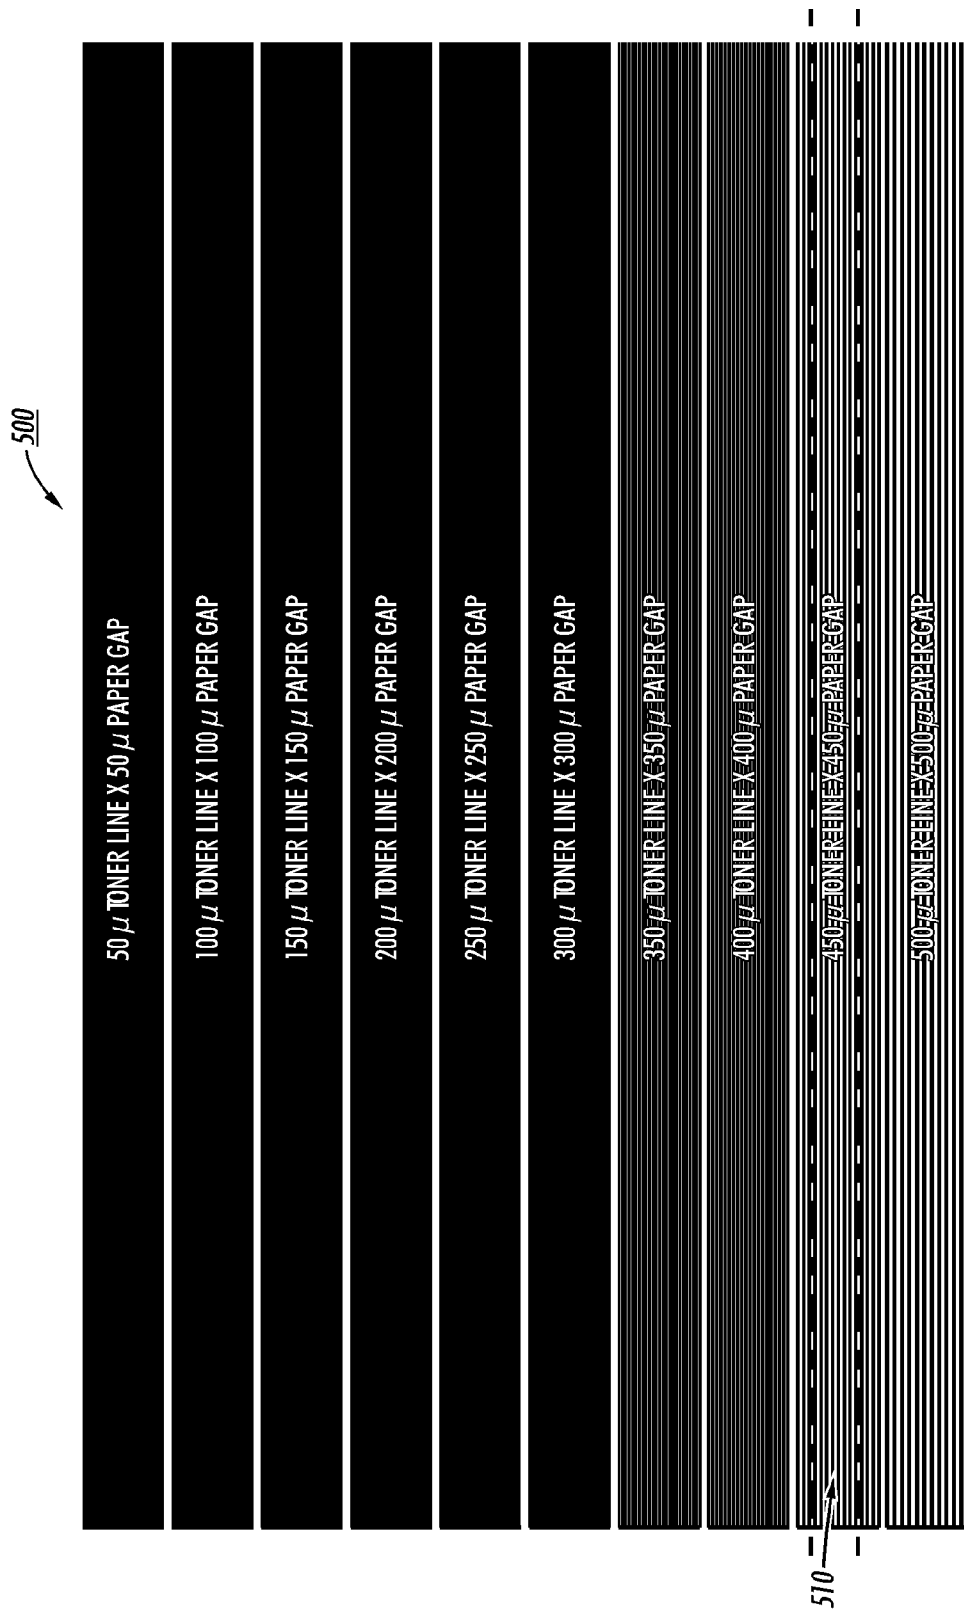 500
50 μ TONER LINE X 50 μ PAPER GAP
100 μ TONER LINE X 100 μ PAPER GAP
150 μ TONER LINE X 150 μ PAPER GAP
200 μ TONER LINE X 200 μ PAPER GAP
250 μ TONER LINE X 250 μ PAPER GAP
300 μ TONER LINE X 300 μ PAPER GAP
350 μ TONER LINE X 350 μ PAPER GAP
400 μ TONER LINE X 400 μ PAPER GAP
450 μ TONER LINE X 450 μ PAPER GAP
500 μ TONER LINE X 500 μ PAPER GAP
510